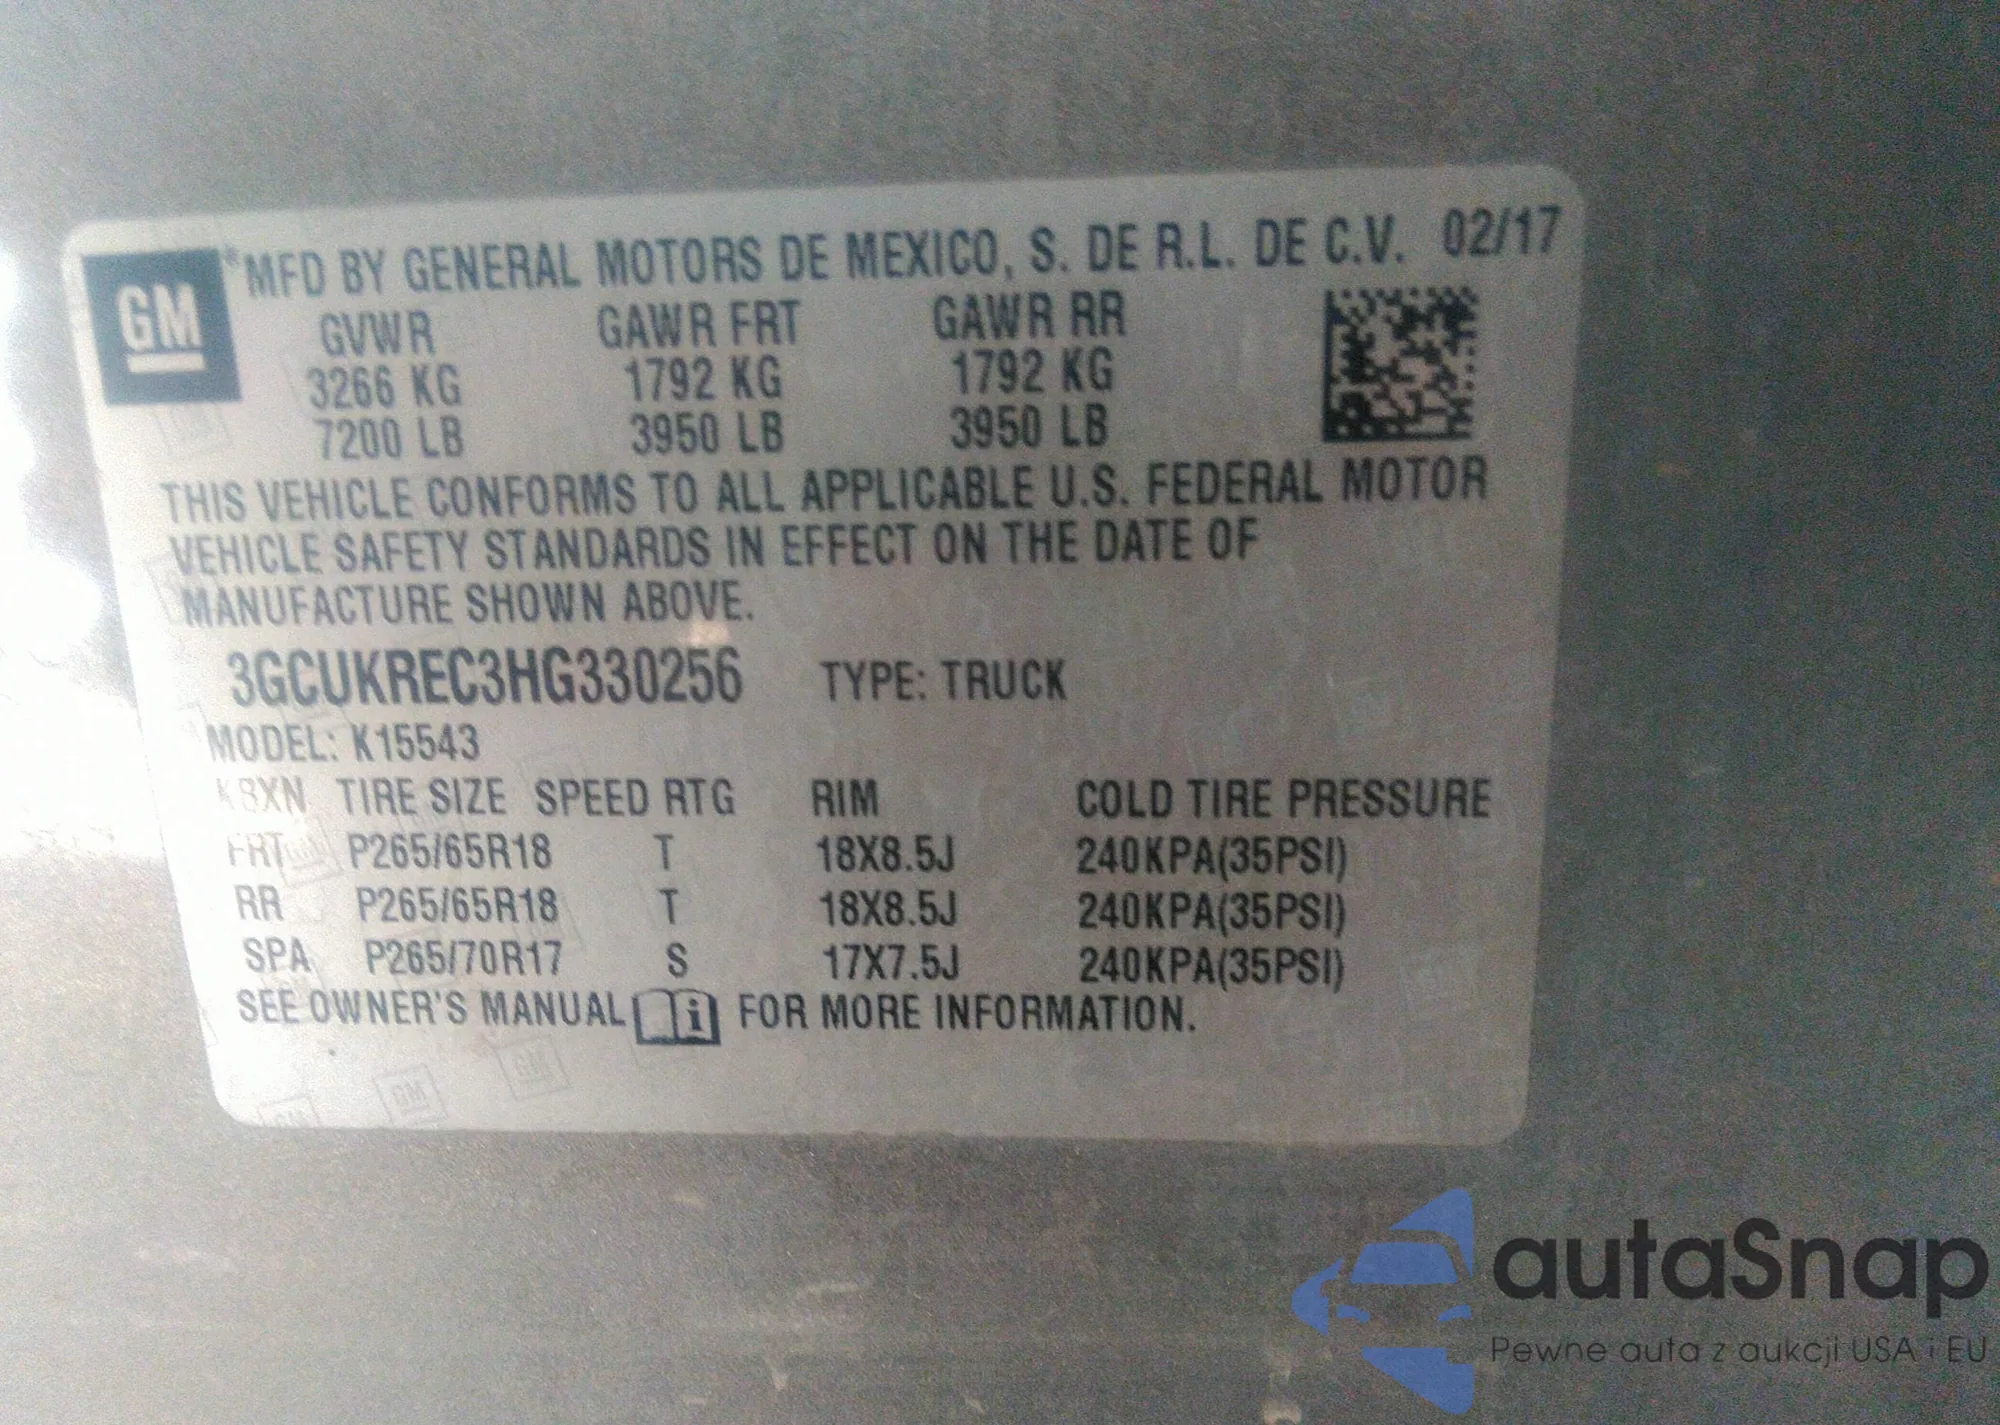 GM
*MFD BY GENERAL MOTORS DE MEXICO, S. DE R.L. DE C.V. 02/17
GVWR GAWR FRT GAWR RR
3266 KG 1792 KG 1792 KG
7200 LB 3950 LB 3950 LB
THIS VEHICLE CONFORMS TO ALL APPLICABLE U.S. FEDERAL MOTOR
VEHICLE SAFETY STANDARDS IN EFFECT ON THE DATE OF
MANUFACTURE SHOWN ABOVE.
3GCUKREC3HG330256 TYPE: TRUCK
MODEL: K15543
K8XN TIRE SIZE SPEED RTG RIM COLD TIRE PRESSURE
FRT P265/65R18 T 18X8.5J 240KPA(35PSI)
RR P265/65R18 T 18X8.5J 240KPA(35PSI)
SPA P265/70R17 S 17X7.5J 240KPA(35PSI)
SEE OWNER'S MANUAL i FOR MORE INFORMATION.
autaSnap
Pewne auta z aukcji USA i EU